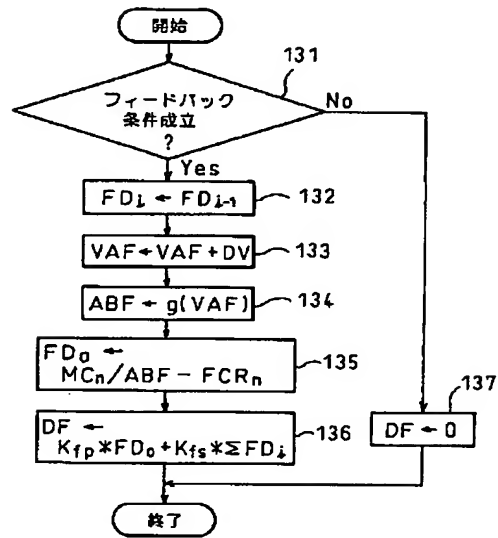 開始
131
フィードバック
条件成立
?
No
Yes
FDi ← FDi-1
132
VAF←VAF+DV
133
ABF ← g(VAF)
134
FD0 ←
MCn/ABF - FCRn
135
DF ←
Kfp*FD0+Kfs*ΣFDi
136
137
DF ← 0
終了